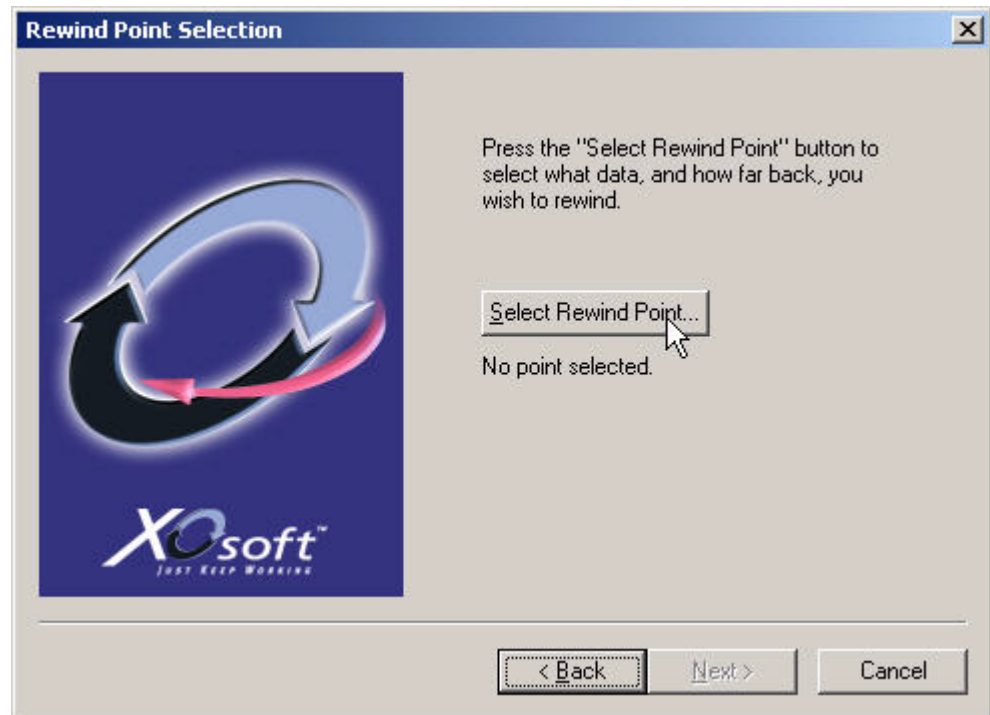 Rewind Point Selection
Press the "Select Rewind Point" button to
select what data, and how far back, you
wish to rewind.
Select Rewind Point...
No point selected.
XOsoft™
JUST KEEP WORKING
< Back
Next >
Cancel